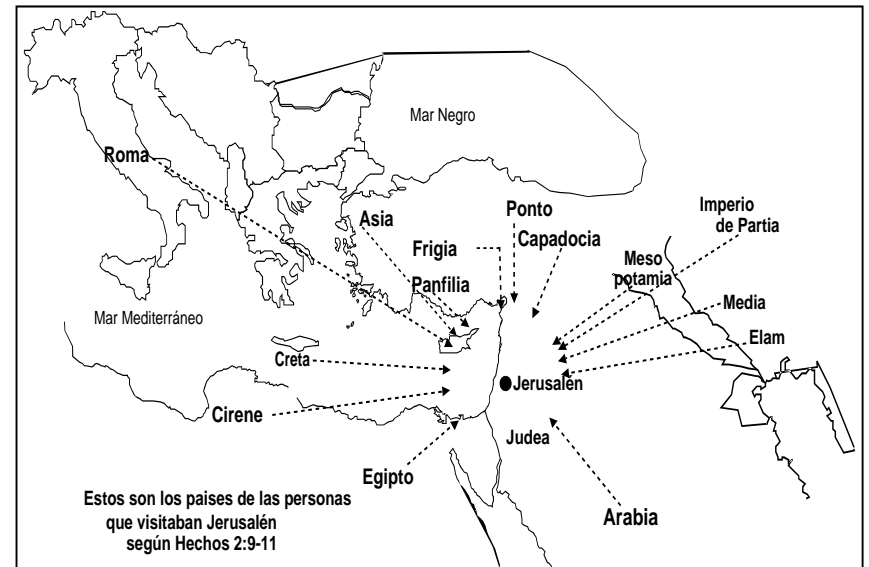 Mar Negro
Roma
Asia
Ponto
Capadocia
Imperio
de Partia
Frigia
Panfilia
Meso
potamia
Media
Elam
Mar Mediterráneo
Creta
Cirene
Jerusalén
Judea
Egipto
Arabia
Estos son los paises de las personas
que visitaban Jerusalén
según Hechos 2:9-11